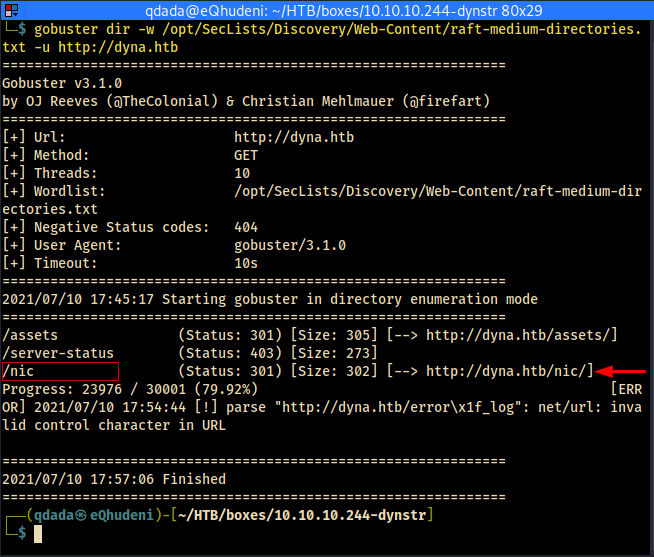 qdada@eQhudeni: ~/HTB/boxes/10.10.10.244-dynstr 80x29
└─$ gobuster dir -w /opt/SecLists/Discovery/Web-Content/raft-medium-directories.
txt -u http://dyna.htb
===============================================================
Gobuster v3.1.0
by OJ Reeves (@TheColonial) & Christian Mehlmauer (@firefart)
===============================================================
[+] Url:                     http://dyna.htb
[+] Method:                  GET
[+] Threads:                 10
[+] Wordlist:                /opt/SecLists/Discovery/Web-Content/raft-medium-dir
ectories.txt
[+] Negative Status codes:   404
[+] User Agent:              gobuster/3.1.0
[+] Timeout:                 10s
===============================================================
2021/07/10 17:45:17 Starting gobuster in directory enumeration mode
===============================================================
/assets               (Status: 301) [Size: 305] [--> http://dyna.htb/assets/]
/server-status        (Status: 403) [Size: 273]
/nic                  (Status: 301) [Size: 302] [--> http://dyna.htb/nic/]
Progress: 23976 / 30001 (79.92%)                                            [ERR
OR] 2021/07/10 17:54:44 [!] parse "http://dyna.htb/error\x1f_log": net/url: inva
lid control character in URL
===============================================================
2021/07/10 17:57:06 Finished
===============================================================
┌──(qdada㉿eQhudeni)-[~/HTB/boxes/10.10.10.244-dynstr]
└─$